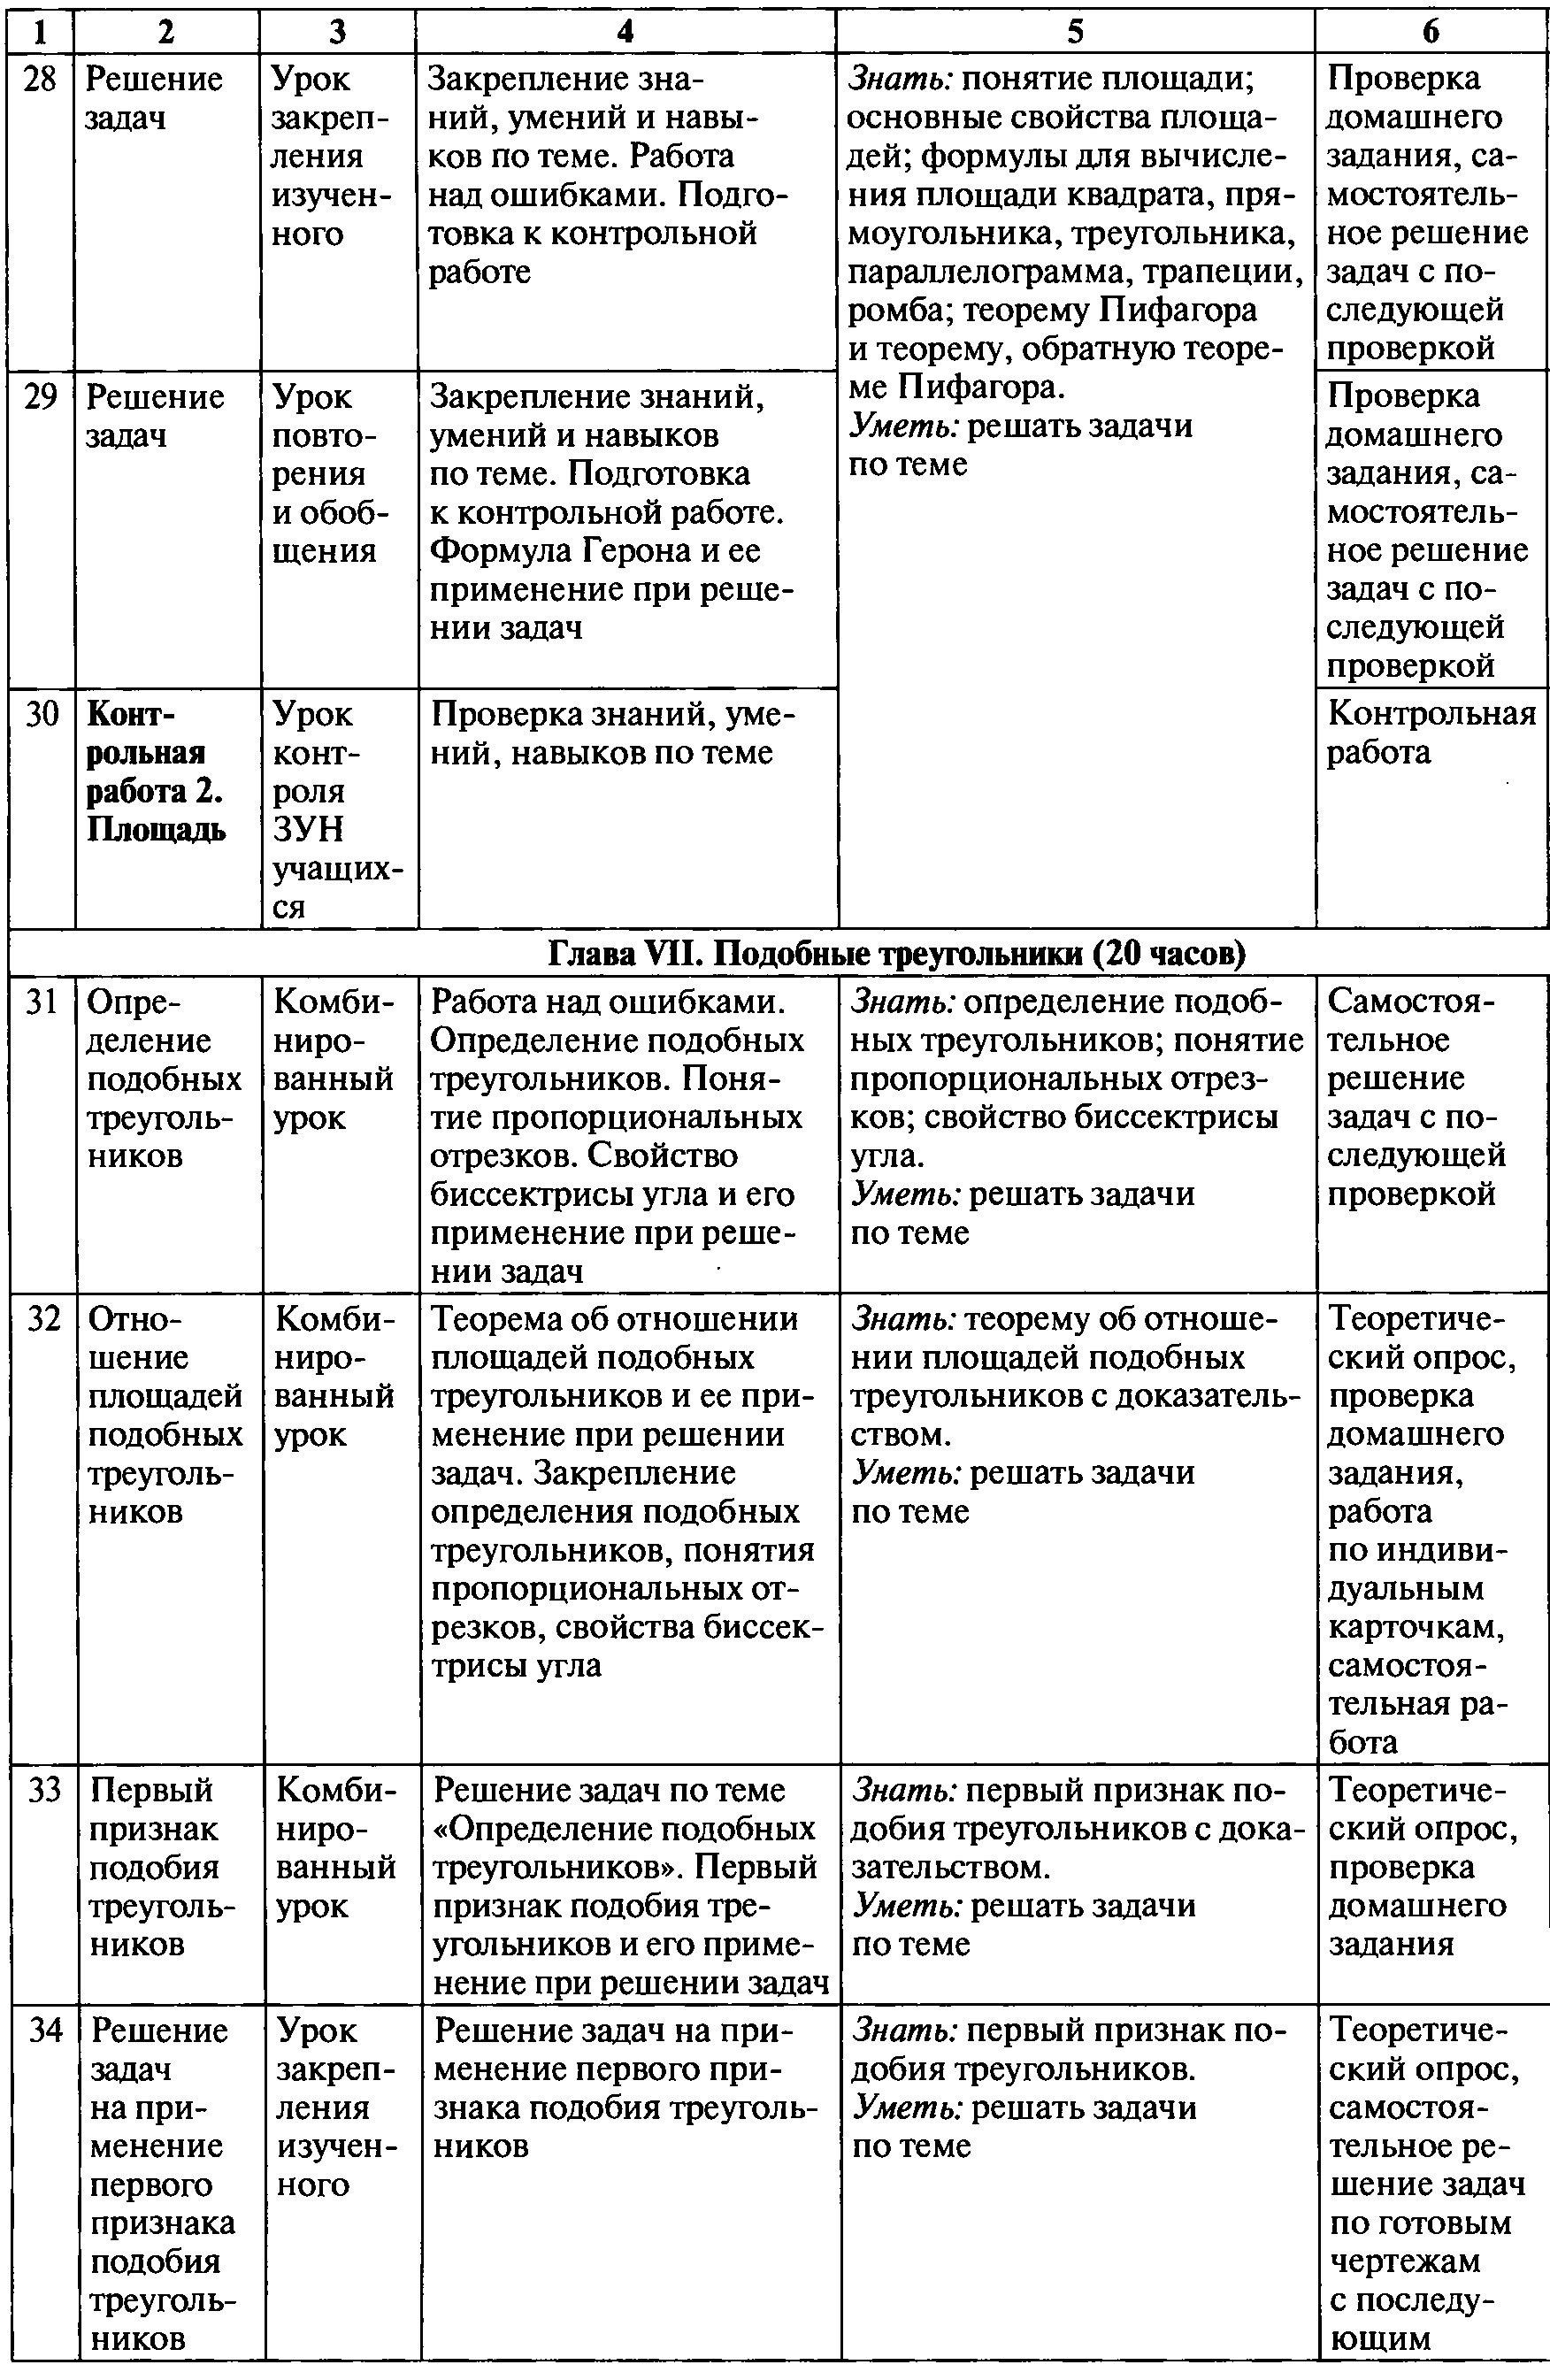 1 2 3 4 5 6
28
Решение
задач
Урок
закреп-
ления
изучен-
ного
Закрепление зна-
ний, умений и навы-
ков по теме. Работа
над ошибками. Подго-
товка к контрольной
работе
Знать: понятие площади;
основные свойства площа-
дей; формулы для вычисле-
ния площади квадрата, пря-
моугольника, треугольника,
параллелограмма, трапеции,
ромба; теорему Пифагора
и теорему, обратную теоре-
ме Пифагора.
Уметь: решать задачи
по теме
Проверка
домашнего
задания, са-
мостоятель-
ное решение
задач с по-
следующей
проверкой
29
Решение
задач
Урок
повто-
рения
и обоб-
щения
Закрепление знаний,
умений и навыков
по теме. Подготовка
к контрольной работе.
Формула Герона и ее
применение при реше-
нии задач
Проверка
домашнего
задания, са-
мостоятель-
ное решение
задач с по-
следующей
проверкой
30
Конт-
рольная
работа 2.
Площадь
Урок
конт-
роля
ЗУН
учащих-
ся
Проверка знаний, уме-
ний, навыков по теме
Контрольная
работа
Глава VII. Подобные треугольники (20 часов)
31
Опре-
деление
подобных
треуголь-
ников
Комби-
ниро-
ванный
урок
Работа над ошибками.
Определение подобных
треугольников. Поня-
тие пропорциональных
отрезков. Свойство
биссектрисы угла и его
применение при реше-
нии задач
Знать: определение подоб-
ных треугольников; понятие
пропорциональных отрез-
ков; свойство биссектрисы
угла.
Уметь: решать задачи
по теме
Самостоя-
тельное
решение
задач с по-
следующей
проверкой
32
Отно-
шение
площадей
подобных
треуголь-
ников
Комби-
ниро-
ванный
урок
Теорема об отношении
площадей подобных
треугольников и ее при-
менение при решении
задач. Закрепление
определения подобных
треугольников, понятия
пропорциональных от-
резков, свойства биссек-
трисы угла
Знать: теорему об отноше-
нии площадей подобных
треугольников с доказатель-
ством.
Уметь: решать задачи
по теме
Теоретиче-
ский опрос,
проверка
домашнего
задания,
работа
по индиви-
дуальным
карточкам,
самостоя-
тельная ра-
бота
33
Первый
признак
подобия
треуголь-
ников
Комби-
ниро-
ванный
урок
Решение задач по теме
«Определение подобных
треугольников». Первый
признак подобия тре-
угольников и его приме-
нение при решении задач
Знать: первый признак по-
добия треугольников с дока-
зательством.
Уметь: решать задачи
по теме
Теоретиче-
ский опрос,
проверка
домашнего
задания
34
Решение
задач
на при-
менение
первого
признака
подобия
треуголь-
ников
Урок
закреп-
ления
изучен-
ного
Решение задач на при-
менение первого при-
знака подобия треуголь-
ников
Знать: первый признак по-
добия треугольников.
Уметь: решать задачи
по теме
Теоретиче-
ский опрос,
самостоя-
тельное ре-
шение задач
по готовым
чертежам
с последу-
ющим